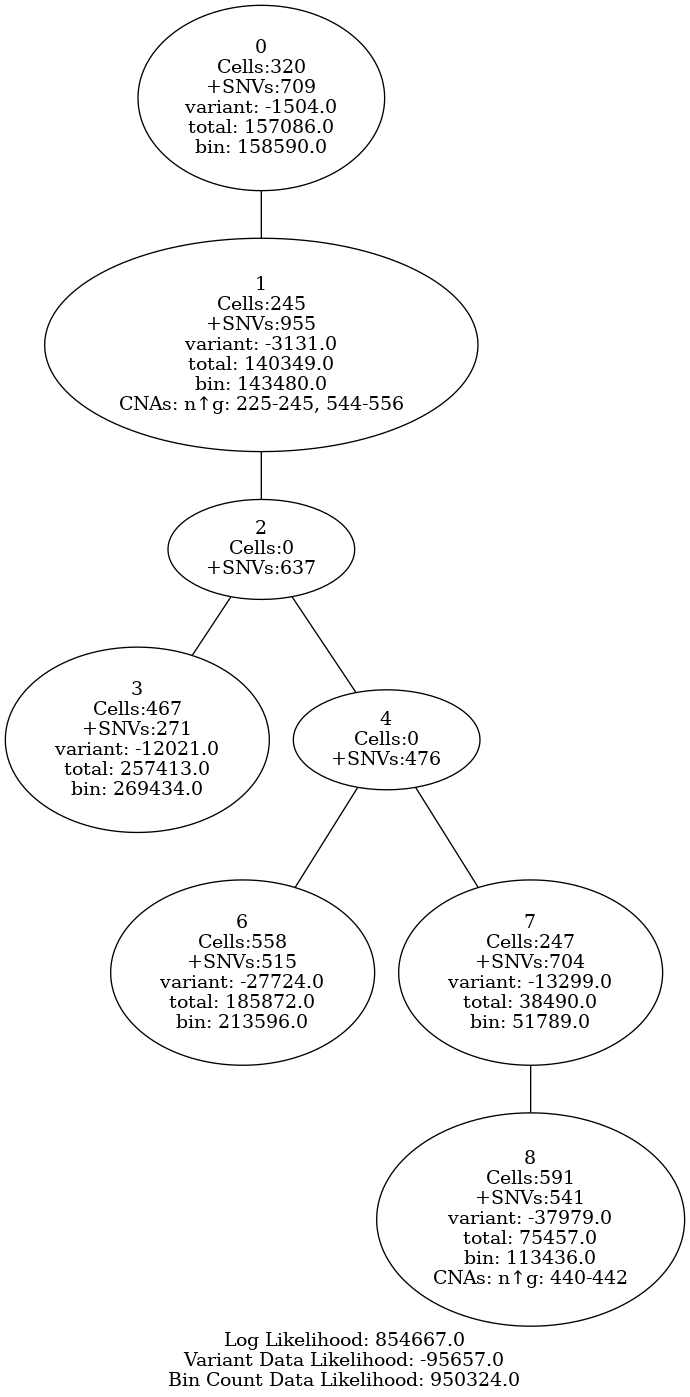 0
Cells:320
+SNVs:709
variant: -1504.0
total: 157086.0
bin: 158590.0
1
Cells:245
+SNVs:955
variant: -3131.0
total: 140349.0
bin: 143480.0
CNAs: n↑g: 225-245, 544-556
2
Cells:0
+SNVs:637
3
Cells:467
+SNVs:271
variant: -12021.0
total: 257413.0
bin: 269434.0
4
Cells:0
+SNVs:476
6
Cells:558
+SNVs:515
variant: -27724.0
total: 185872.0
bin: 213596.0
7
Cells:247
+SNVs:704
variant: -13299.0
total: 38490.0
bin: 51789.0
8
Cells:591
+SNVs:541
variant: -37979.0
total: 75457.0
bin: 113436.0
CNAs: n↑g: 440-442
Log Likelihood: 854667.0
Variant Data Likelihood: -95657.0
Bin Count Data Likelihood: 950324.0